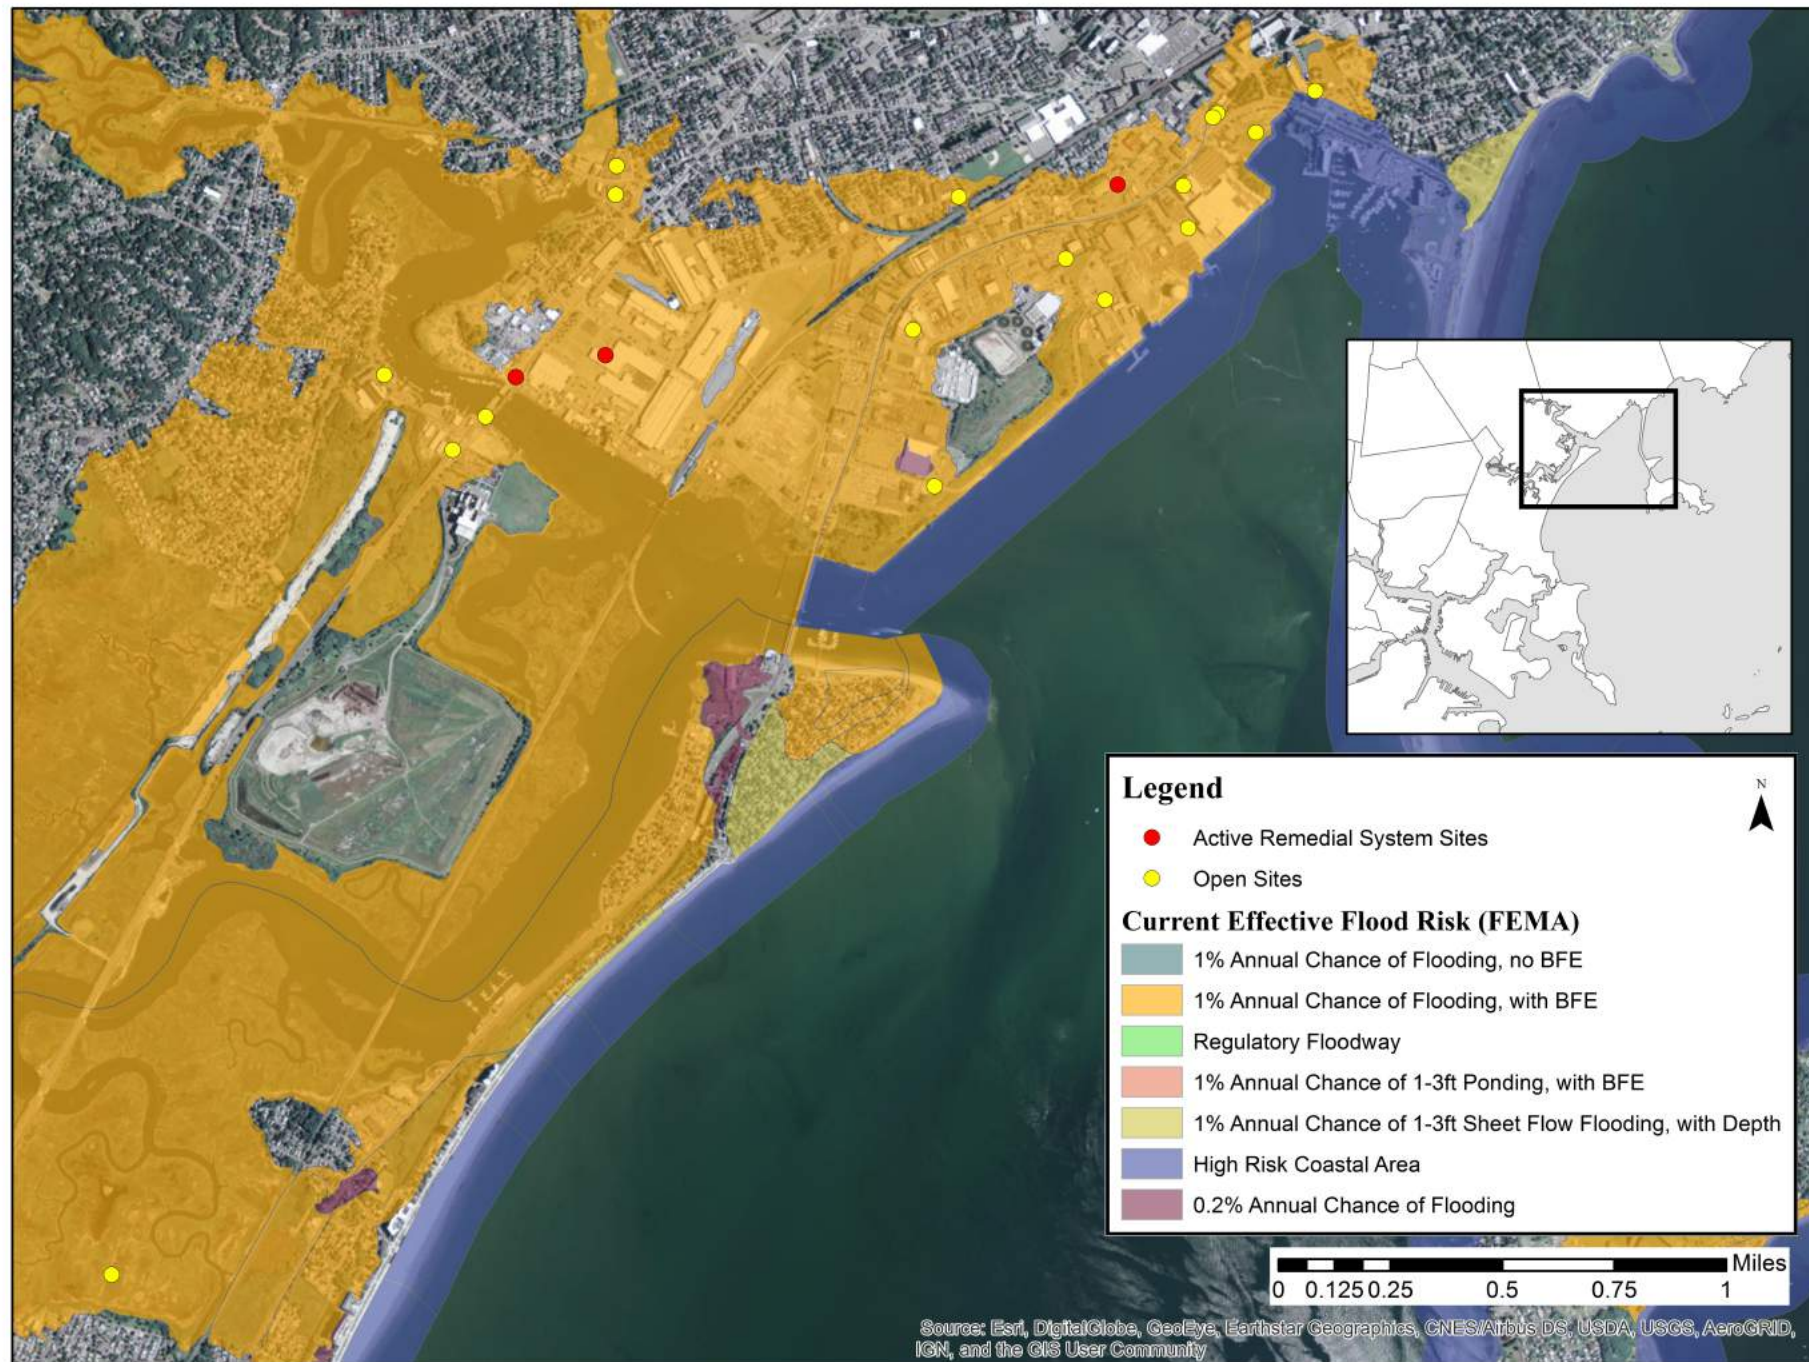 Legend
N
Active Remedial System Sites
Open Sites
Current Effective Flood Risk (FEMA)
1% Annual Chance of Flooding, no BFE
1% Annual Chance of Flooding, with BFE
Regulatory Floodway
1% Annual Chance of 1-3ft Ponding, with BFE
1% Annual Chance of 1-3ft Sheet Flow Flooding, with Depth
High Risk Coastal Area
0.2% Annual Chance of Flooding
Miles
0 0.125 0.25 0.5 0.75 1
Source: Esri, DigitalGlobe, GeoEye, Earthstar Geographics, CNES/Airbus DS, USDA, USGS, AeroGRID,
IGN, and the GIS User Community